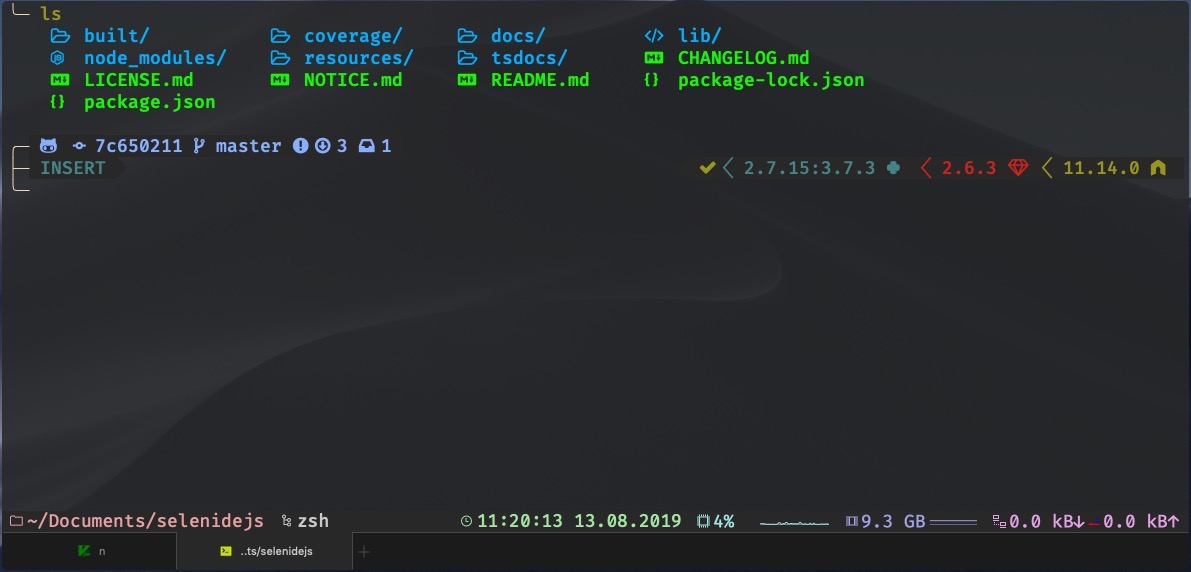 ls
built/ coverage/ docs/ lib/
node_modules/ resources/ tsdocs/ CHANGELOG.md
LICENSE.md NOTICE.md README.md package-lock.json
package.json
7c650211 master 3 1
INSERT 2.7.15:3.7.3 2.6.3 11.14.0
~/Documents/selenidejs zsh 11:20:13 13.08.2019 4% 9.3 GB 0.0 kB↓ 0.0 kB↑
n ..ts/selenidejs +